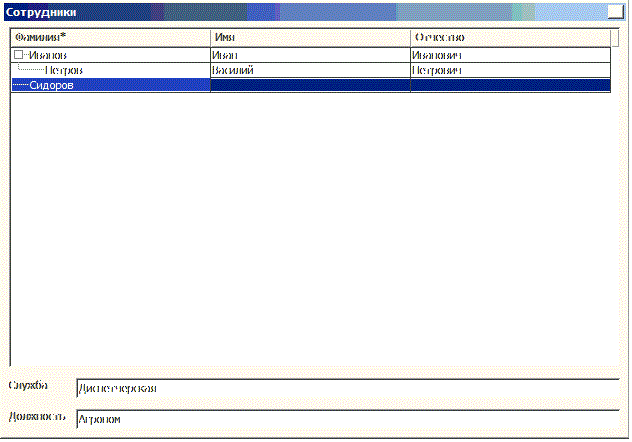 Сотрудники
Фамилия* Имя Отчество
Иванов Иван Иванович
Петров Василий Петрович
Сидоров
Служба Диспетчерская
Должность Агроном